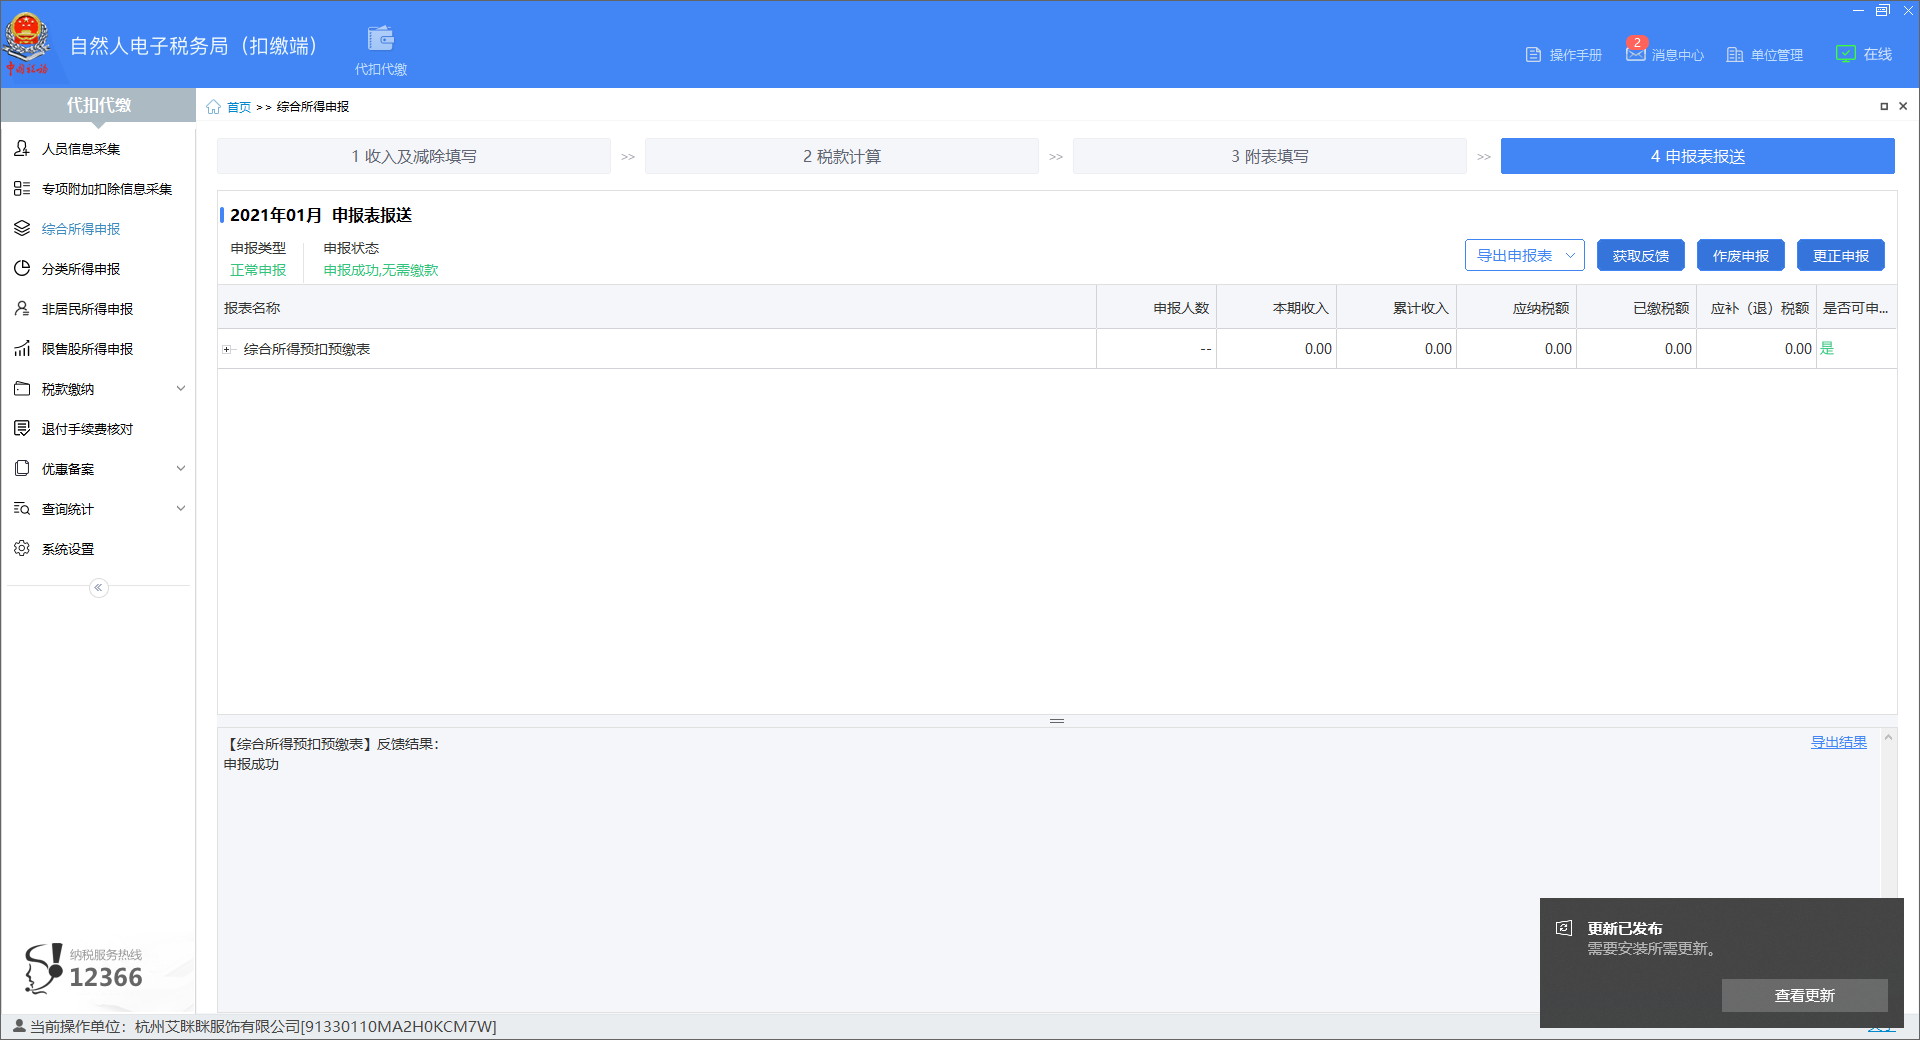 自然人电子税务局（扣缴端）
代扣代缴
操作手册
2
消息中心
单位管理
在线
代扣代缴
首页 >> 综合所得申报
人员信息采集
专项附加扣除信息采集
综合所得申报
分类所得申报
非居民所得申报
限售股所得申报
税款缴纳
退付手续费核对
优惠备案
查询统计
系统设置
纳税服务热线
12366
1 收入及减除填写 >> 2 税款计算 >> 3 附表填写 >> 4 申报表报送
2021年01月 申报表报送
申报类型 申报状态
正常申报 申报成功,无需缴款
导出申报表 获取反馈 作废申报 更正申报
报表名称 申报人数 本期收入 累计收入 应纳税额 已缴税额 应补（退）税额 是否可申...
综合所得预扣预缴表 -- 0.00 0.00 0.00 0.00 0.00 是
【综合所得预扣预缴表】反馈结果：
申报成功
导出结果
更新已发布
需要安装所需更新。
查看更新
当前操作单位：杭州艾眯眯服饰有限公司[91330110MA2H0KCM7W]